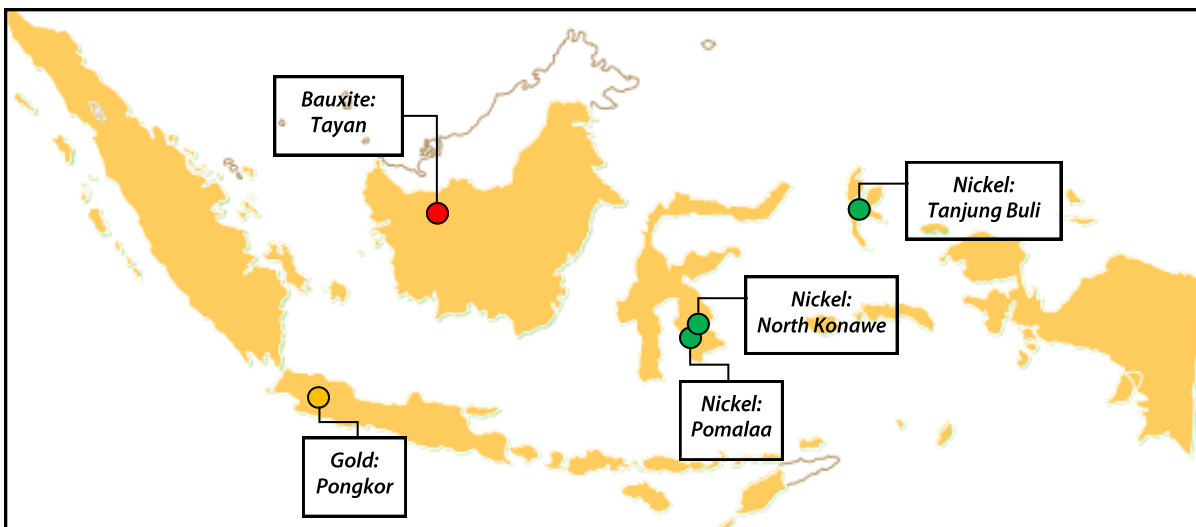 Bauxite:
Tayan
Nickel:
Tanjung Buli
Nickel:
North Konawe
Nickel:
Pomalaa
Gold:
Pongkor